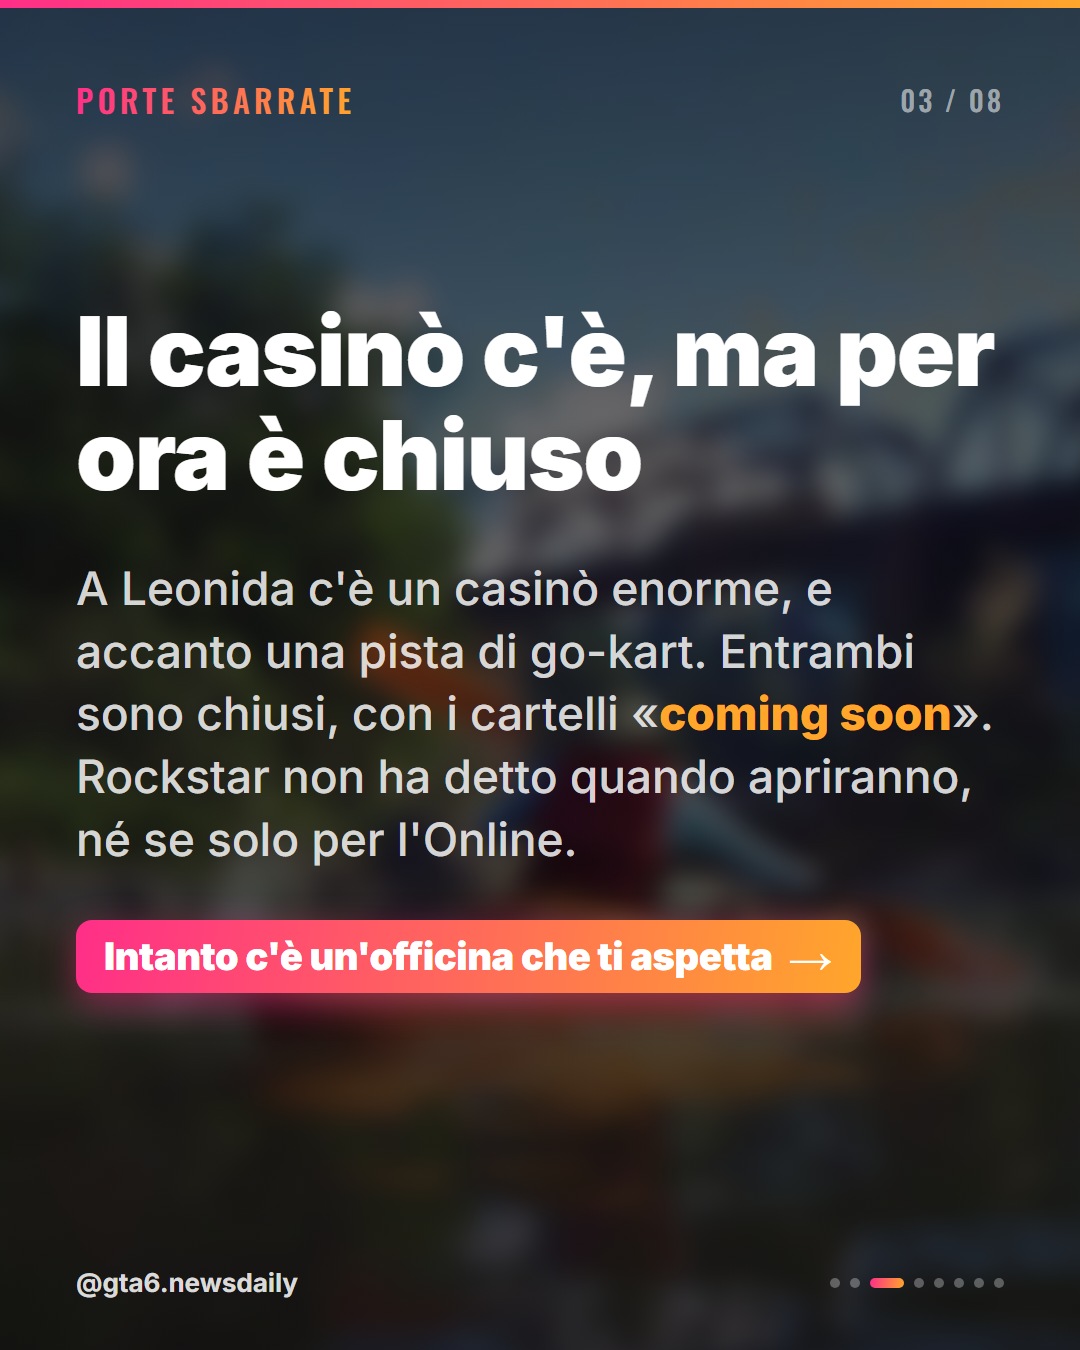 PORTE SBARRATE
03 / 08
Il casinò c'è, ma per
ora è chiuso
A Leonida c'è un casinò enorme, e
accanto una pista di go-kart. Entrambi
sono chiusi, con i cartelli «coming soon».
Rockstar non ha detto quando apriranno,
né se solo per l'Online.
Intanto c'è un'officina che ti aspetta →
@gta6.newsdaily